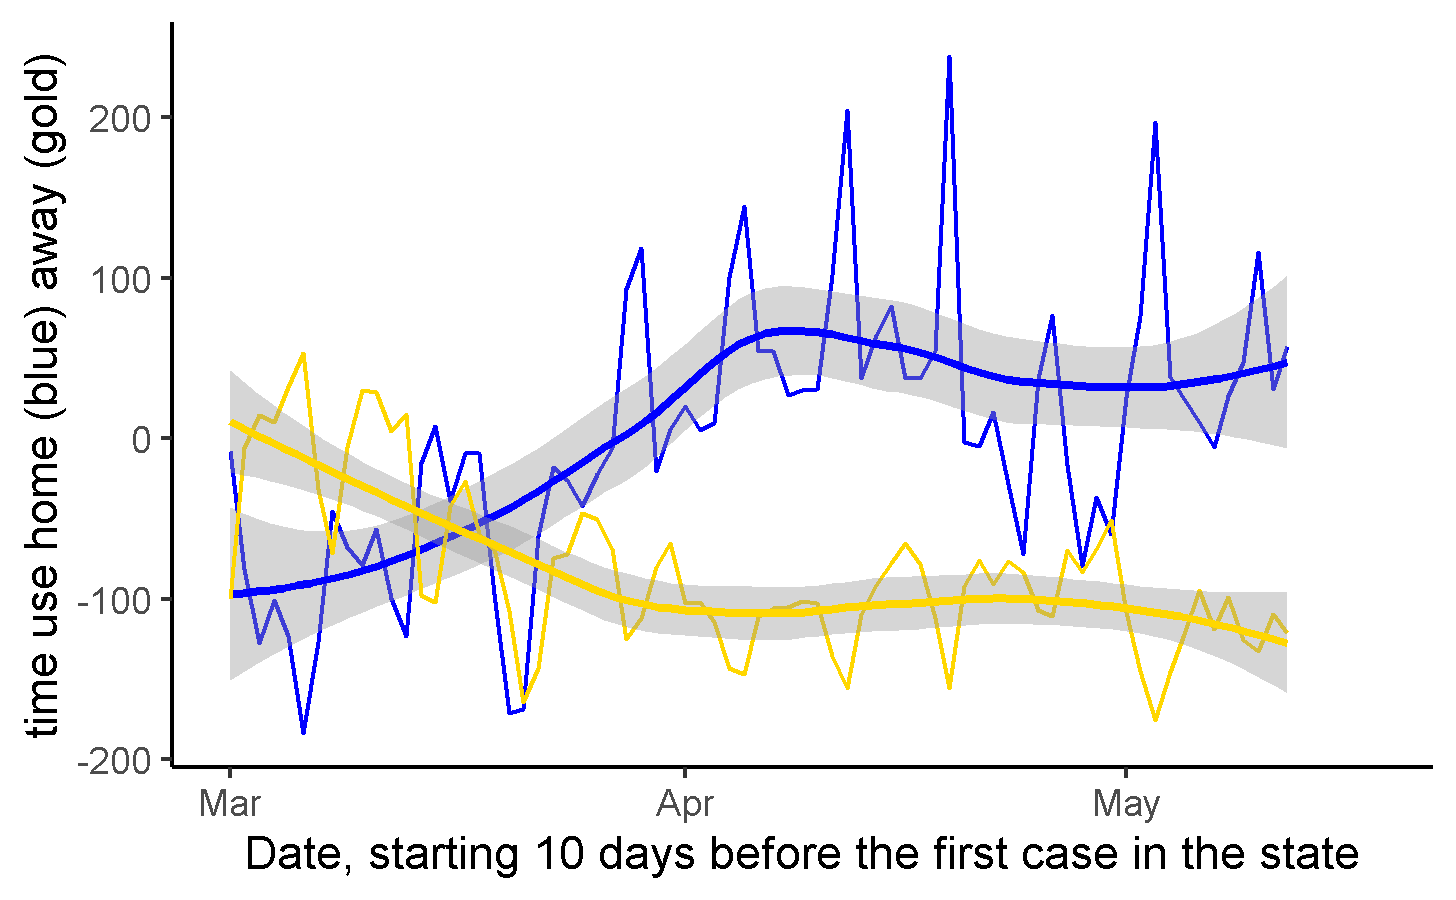 time use home (blue) away (gold)
200
100
0
-100
-200
Mar
Apr
May
Date, starting 10 days before the first case in the state